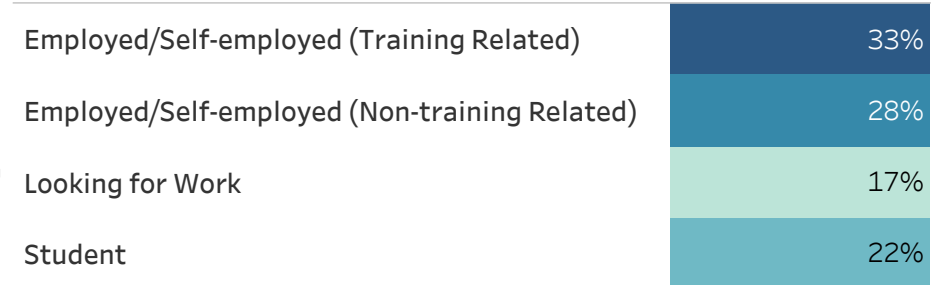 Employed/Self-employed (Training Related) 33%
Employed/Self-employed (Non-training Related) 28%
Looking for Work 17%
Student 22%